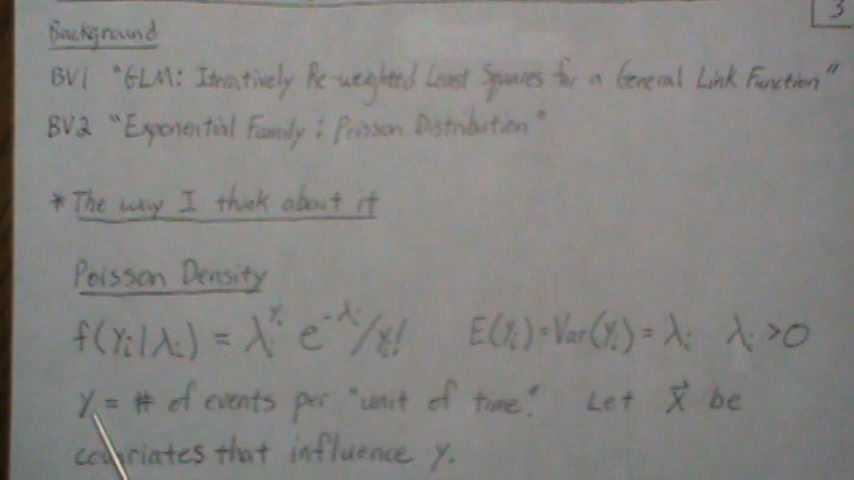 3
Background
BV1 "GLM: Iteratively Re-weighted Least Squares for a General Link Function"
BV2 "Exponential Family: Poisson Distribution"
* The way I think about it
Poisson Density
f(Yi|λi) = λi^Yi e^-λi/Yi! E(Yi)=Var(Yi)=λi λi>0
Y = # of events per "unit of time." Let X⃗ be
covariates that influence Y.